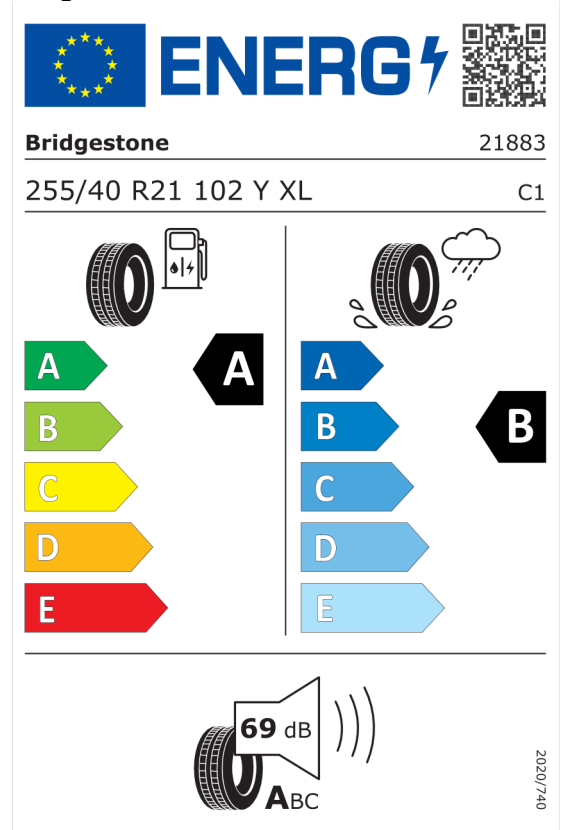 ENERG
Bridgestone 21883
255/40 R21 102 Y XL C1
A A A
B B B
C C
D D
E E
69 dB
ABC
2020/740